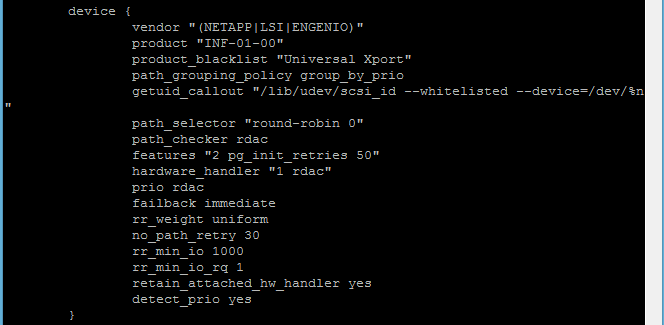 device {
vendor "(NETAPP|LSI|ENGENIO)"
product "INF-01-00"
product_blacklist "Universal Xport"
path_grouping_policy group_by_prio
getuid_callout "/lib/udev/scsi_id --whitelisted --device=/dev/%n
"
path_selector "round-robin 0"
path_checker rdac
features "2 pg_init_retries 50"
hardware_handler "1 rdac"
prio rdac
failback immediate
rr_weight uniform
no_path_retry 30
rr_min_io 1000
rr_min_io_rq 1
retain_attached_hw_handler yes
detect_prio yes
}